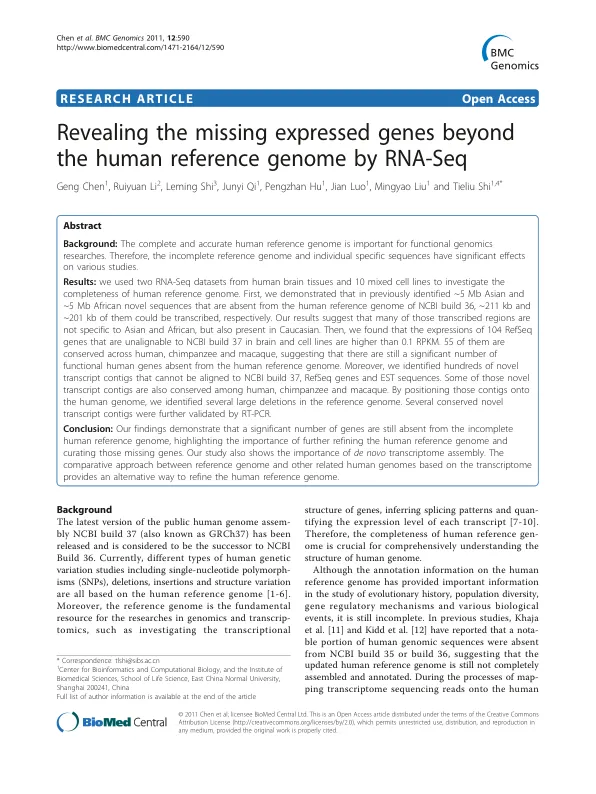 Chen et al. BMC Genomics 2011, 12:590
http://www.biomedcentral.com/1471-2164/12/590
BMC
Genomics
RESEARCH ARTICLE
Open Access
Revealing the missing expressed genes beyond
the human reference genome by RNA-Seq
Geng Chen1, Ruiyuan Li2, Leming Shi3, Junyi Qi1, Pengzhan Hu1, Jian Luo1, Mingyao Liu1 and Tieliu Shi1,4*
Abstract
Background: The complete and accurate human reference genome is important for functional genomics
researches. Therefore, the incomplete reference genome and individual specific sequences have significant effects
on various studies.
Results: we used two RNA-Seq datasets from human brain tissues and 10 mixed cell lines to investigate the
completeness of human reference genome. First, we demonstrated that in previously identified ~5 Mb Asian and
~5 Mb African novel sequences that are absent from the human reference genome of NCBI build 36, ~211 kb and
~201 kb of them could be transcribed, respectively. Our results suggest that many of those transcribed regions are
not specific to Asian and African, but also present in Caucasian. Then, we found that the expressions of 104 RefSeq
genes that are unalignable to NCBI build 37 in brain and cell lines are higher than 0.1 RPKM. 55 of them are
conserved across human, chimpanzee and macaque, suggesting that there are still a significant number of
functional human genes absent from the human reference genome. Moreover, we identified hundreds of novel
transcript contigs that cannot be aligned to NCBI build 37, RefSeq genes and EST sequences. Some of those novel
transcript contigs are also conserved among human, chimpanzee and macaque. By positioning those contigs onto
the human genome, we identified several large deletions in the reference genome. Several conserved novel
transcript contigs were further validated by RT-PCR.
Conclusion: Our findings demonstrate that a significant number of genes are still absent from the incomplete
human reference genome, highlighting the importance of further refining the human reference genome and
curating those missing genes. Our study also shows the importance of de novo transcriptome assembly. The
comparative approach between reference genome and other related human genomes based on the transcriptome
provides an alternative way to refine the human reference genome.
Background
The latest version of the public human genome assem-
bly NCBI build 37 (also known as GRCh37) has been
released and is considered to be the successor to NCBI
Build 36. Currently, different types of human genetic
variation studies including single-nucleotide polymorph-
isms (SNPs), deletions, insertions and structure variation
are all based on the human reference genome [1-6].
Moreover, the reference genome is the fundamental
resource for the researches in genomics and transcrip-
tomics, such as investigating the transcriptional
* Correspondence: tlshi@sibs.ac.cn
1Center for Bioinformatics and Computational Biology, and the Institute of
Biomedical Sciences, School of Life Science, East China Normal University,
Shanghai 200241, China
Full list of author information is available at the end of the article
structure of genes, inferring splicing patterns and quan-
tifying the expression level of each transcript [7-10].
Therefore, the completeness of human reference gen-
ome is crucial for comprehensively understanding the
structure of human genome.
Although the annotation information on the human
reference genome has provided important information
in the study of evolutionary history, population diversity,
gene regulatory mechanisms and various biological
events, it is still incomplete. In previous studies, Khaja
et al. [11] and Kidd et al. [12] have reported that a nota-
ble portion of human genomic sequences were absent
from NCBI build 35 or build 36, suggesting that the
updated human reference genome is still not completely
assembled and annotated. During the processes of map-
ping transcriptome sequencing reads onto the human
BioMed Central
© 2011 Chen et al; licensee BioMed Central Ltd. This is an Open Access article distributed under the terms of the Creative Commons
Attribution License (http://creativecommons.org/licenses/by/2.0), which permits unrestricted use, distribution, and reproduction in
any medium, provided the original work is properly cited.